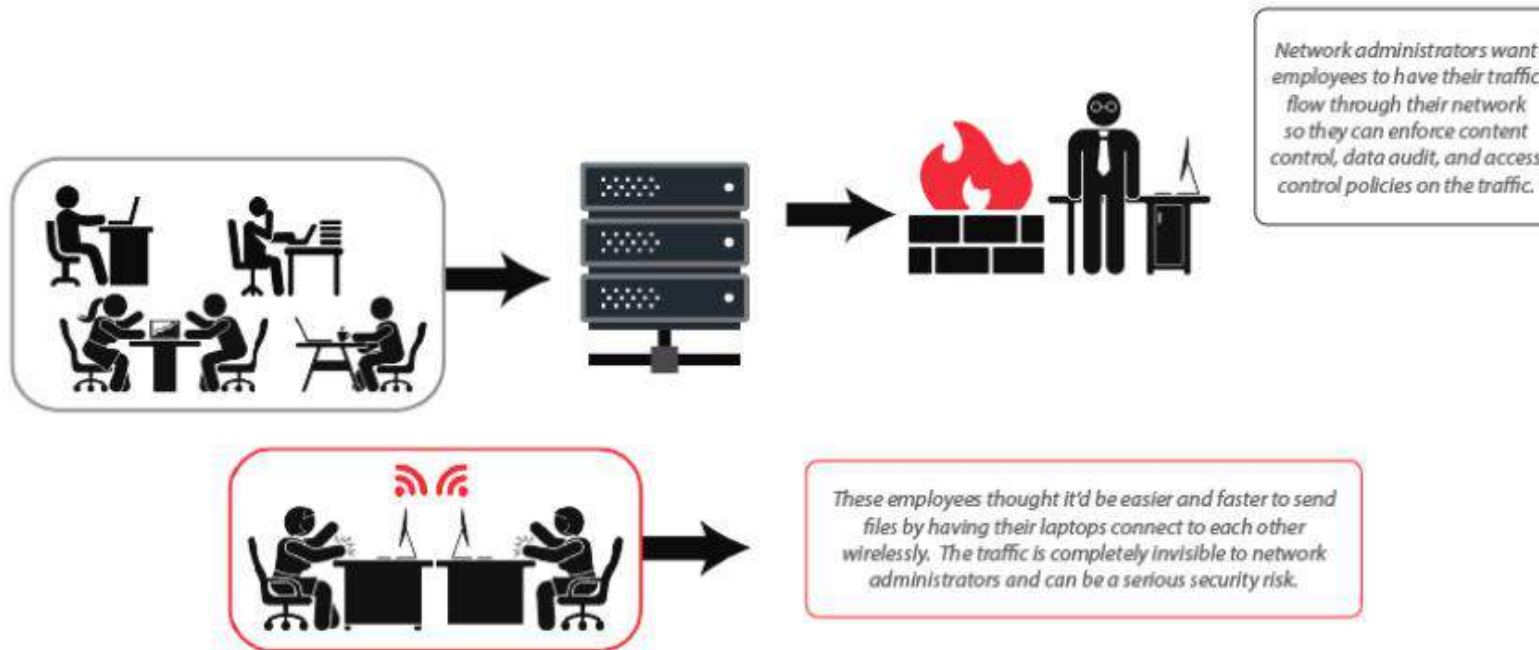 Network administrators want
employees to have their traffic
flow through their network
so they can enforce content
control, data audit, and access
control policies on the traffic.
These employees thought it'd be easier and faster to send
files by having their laptops connect to each other
wirelessly. The traffic is completely invisible to network
administrators and can be a serious security risk.